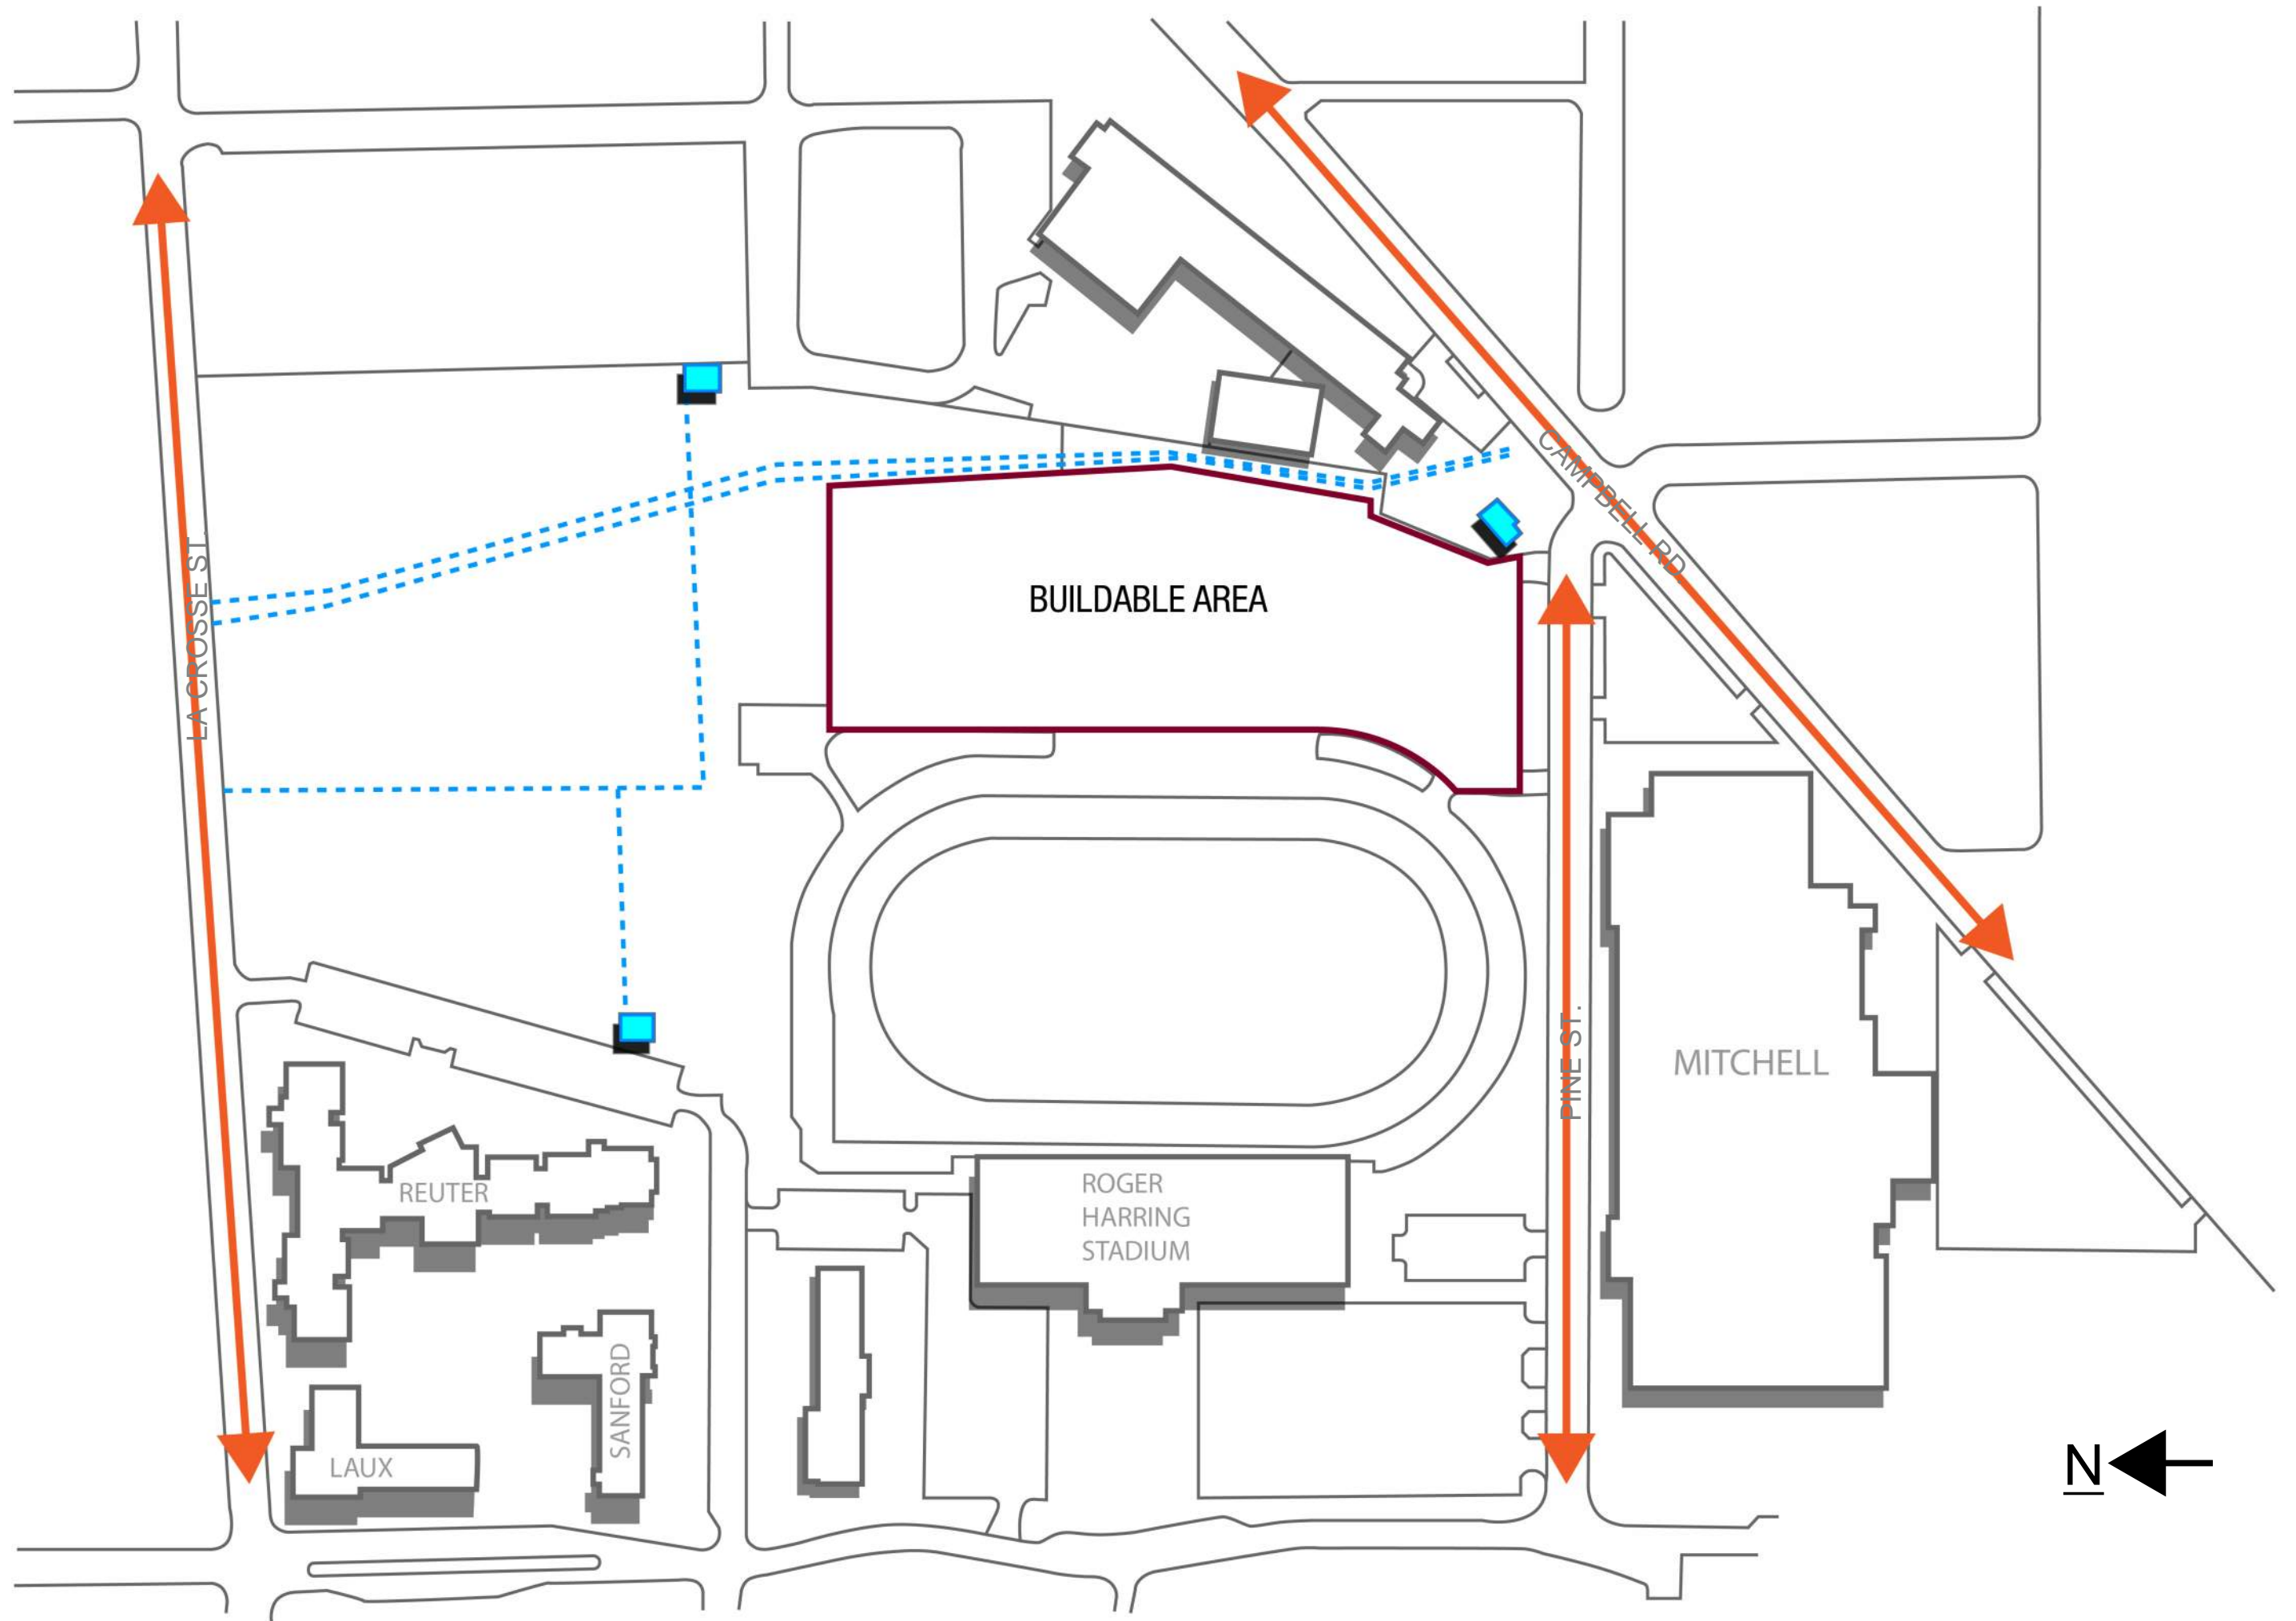 CAMPBELL RD.
LA CROSSE ST.
BUILDABLE AREA
PINE ST.
MITCHELL
REUTER
ROGER
HARRING
STADIUM
SANFORD
LAUX
N